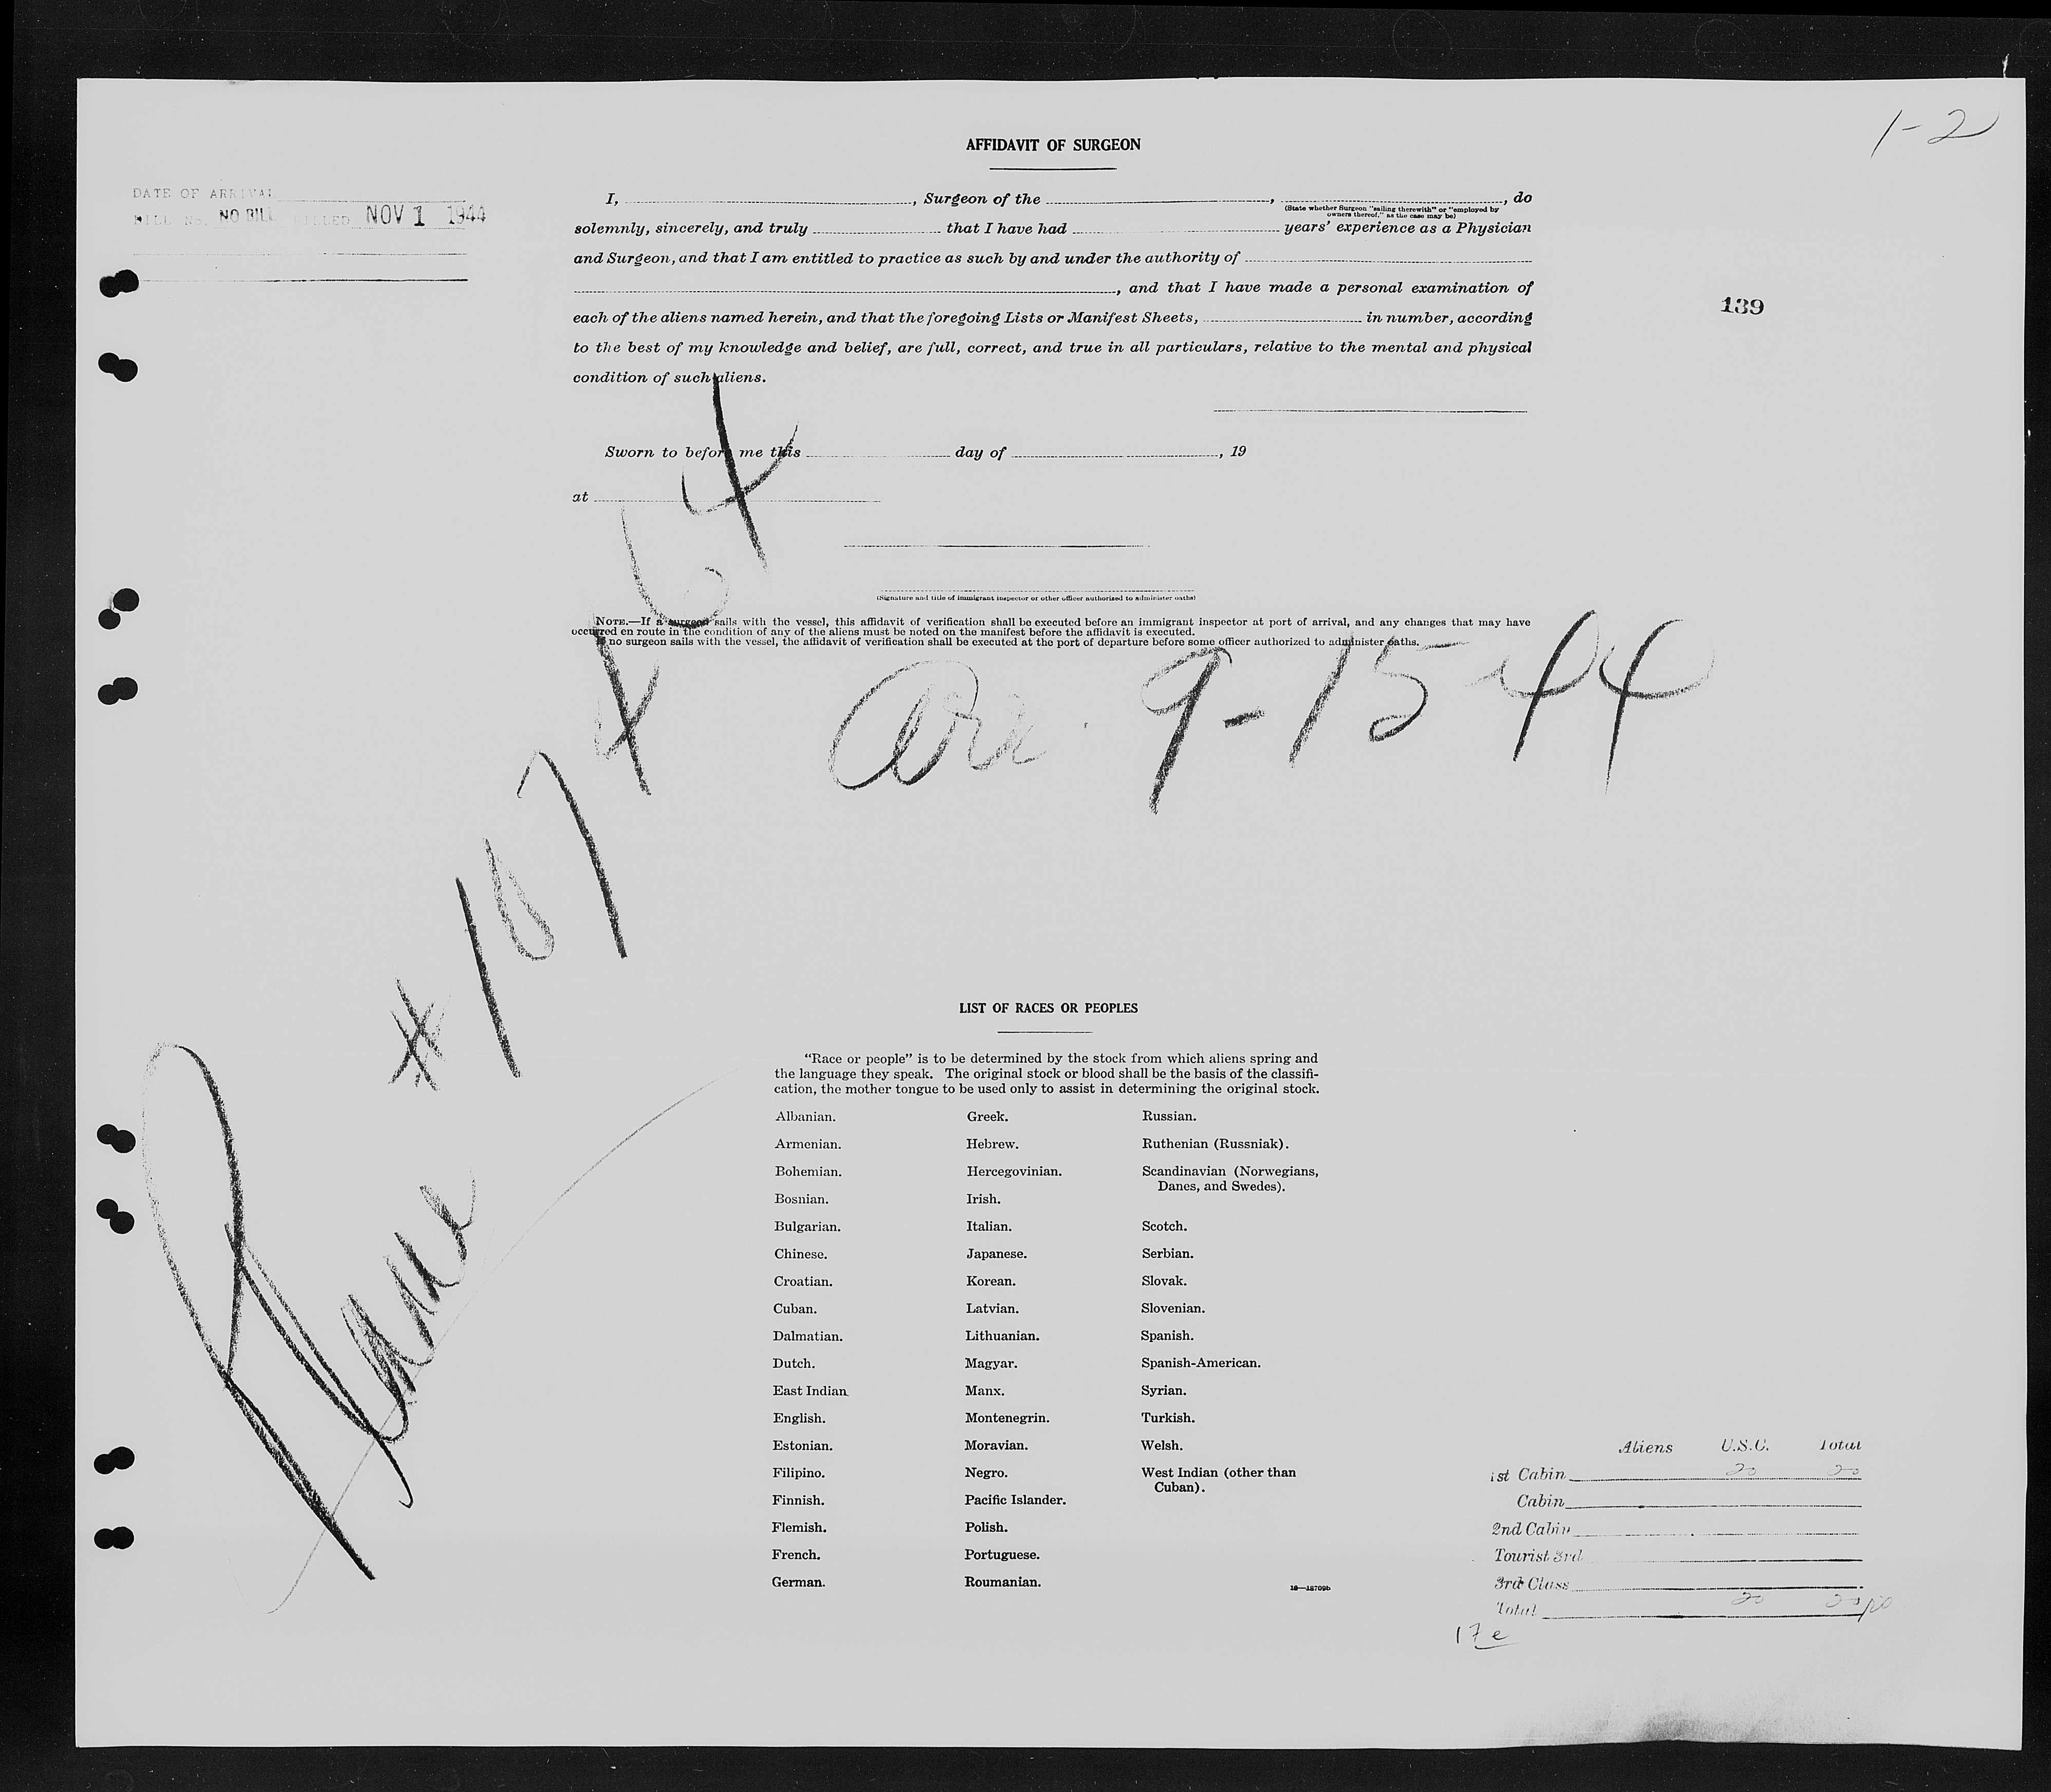 1-2
AFFIDAVIT OF SURGEON
DATE OF ARRIVAL
BILL No. NO BILL BILLED NOV 1 1944
I, , Surgeon of the , , do
(State whether Surgeon "sailing therewith" or "employed by
owners thereof," as the case may be)
solemnly, sincerely, and truly that I have had years' experience as a Physician
and Surgeon, and that I am entitled to practice as such by and under the authority of
, and that I have made a personal examination of
139
each of the aliens named herein, and that the foregoing Lists or Manifest Sheets, in number, according
to the best of my knowledge and belief, are full, correct, and true in all particulars, relative to the mental and physical
condition of such aliens.
Sworn to before me this day of , 19
at
(Signature and title of immigrant inspector or other officer authorized to administer oaths)
NOTE.—If a surgeon sails with the vessel, this affidavit of verification shall be executed before an immigrant inspector at port of arrival, and any changes that may have
occurred en route in the condition of any of the aliens must be noted on the manifest before the affidavit is executed.
If no surgeon sails with the vessel, the affidavit of verification shall be executed at the port of departure before some officer authorized to administer oaths.
Arr. 9-15-44
Plane #107464
LIST OF RACES OR PEOPLES
"Race or people" is to be determined by the stock from which aliens spring and
the language they speak. The original stock or blood shall be the basis of the classifi-
cation, the mother tongue to be used only to assist in determining the original stock.
Albanian. Greek. Russian.
Armenian. Hebrew. Ruthenian (Russniak).
Bohemian. Hercegovinian. Scandinavian (Norwegians,
Danes, and Swedes).
Bosnian. Irish.
Bulgarian. Italian. Scotch.
Chinese. Japanese. Serbian.
Croatian. Korean. Slovak.
Cuban. Latvian. Slovenian.
Dalmatian. Lithuanian. Spanish.
Dutch. Magyar. Spanish-American.
East Indian. Manx. Syrian.
English. Montenegrin. Turkish.
Estonian. Moravian. Welsh.
Filipino. Negro. West Indian (other than
Cuban).
Finnish. Pacific Islander.
Flemish. Polish.
French. Portuguese.
German. Roumanian.
16—18709b
Aliens U.S.C. Total
1st Cabin 20 20
Cabin
2nd Cabin
Tourist 3rd
3rd Class
Total 20 20
17e